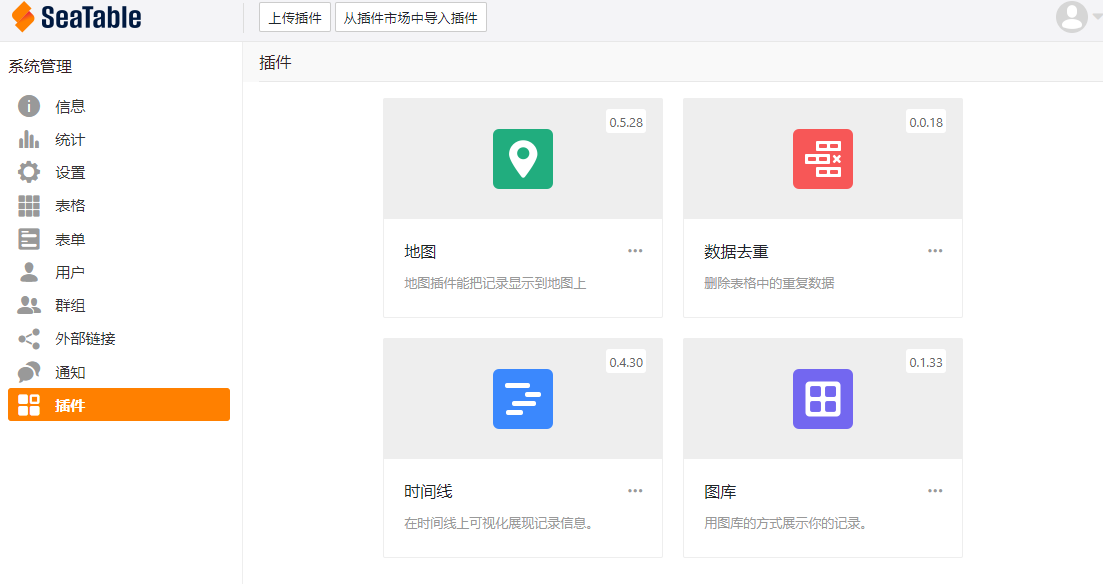 SeaTable
上传插件
从插件市场中导入插件
系统管理
插件
信息
统计
设置
表格
表单
用户
群组
外部链接
通知
插件
0.5.28
地图
地图插件能把记录显示到地图上
0.0.18
数据去重
删除表格中的重复数据
0.4.30
时间线
在时间线上可视化展现记录信息。
0.1.33
图库
用图库的方式展示你的记录。